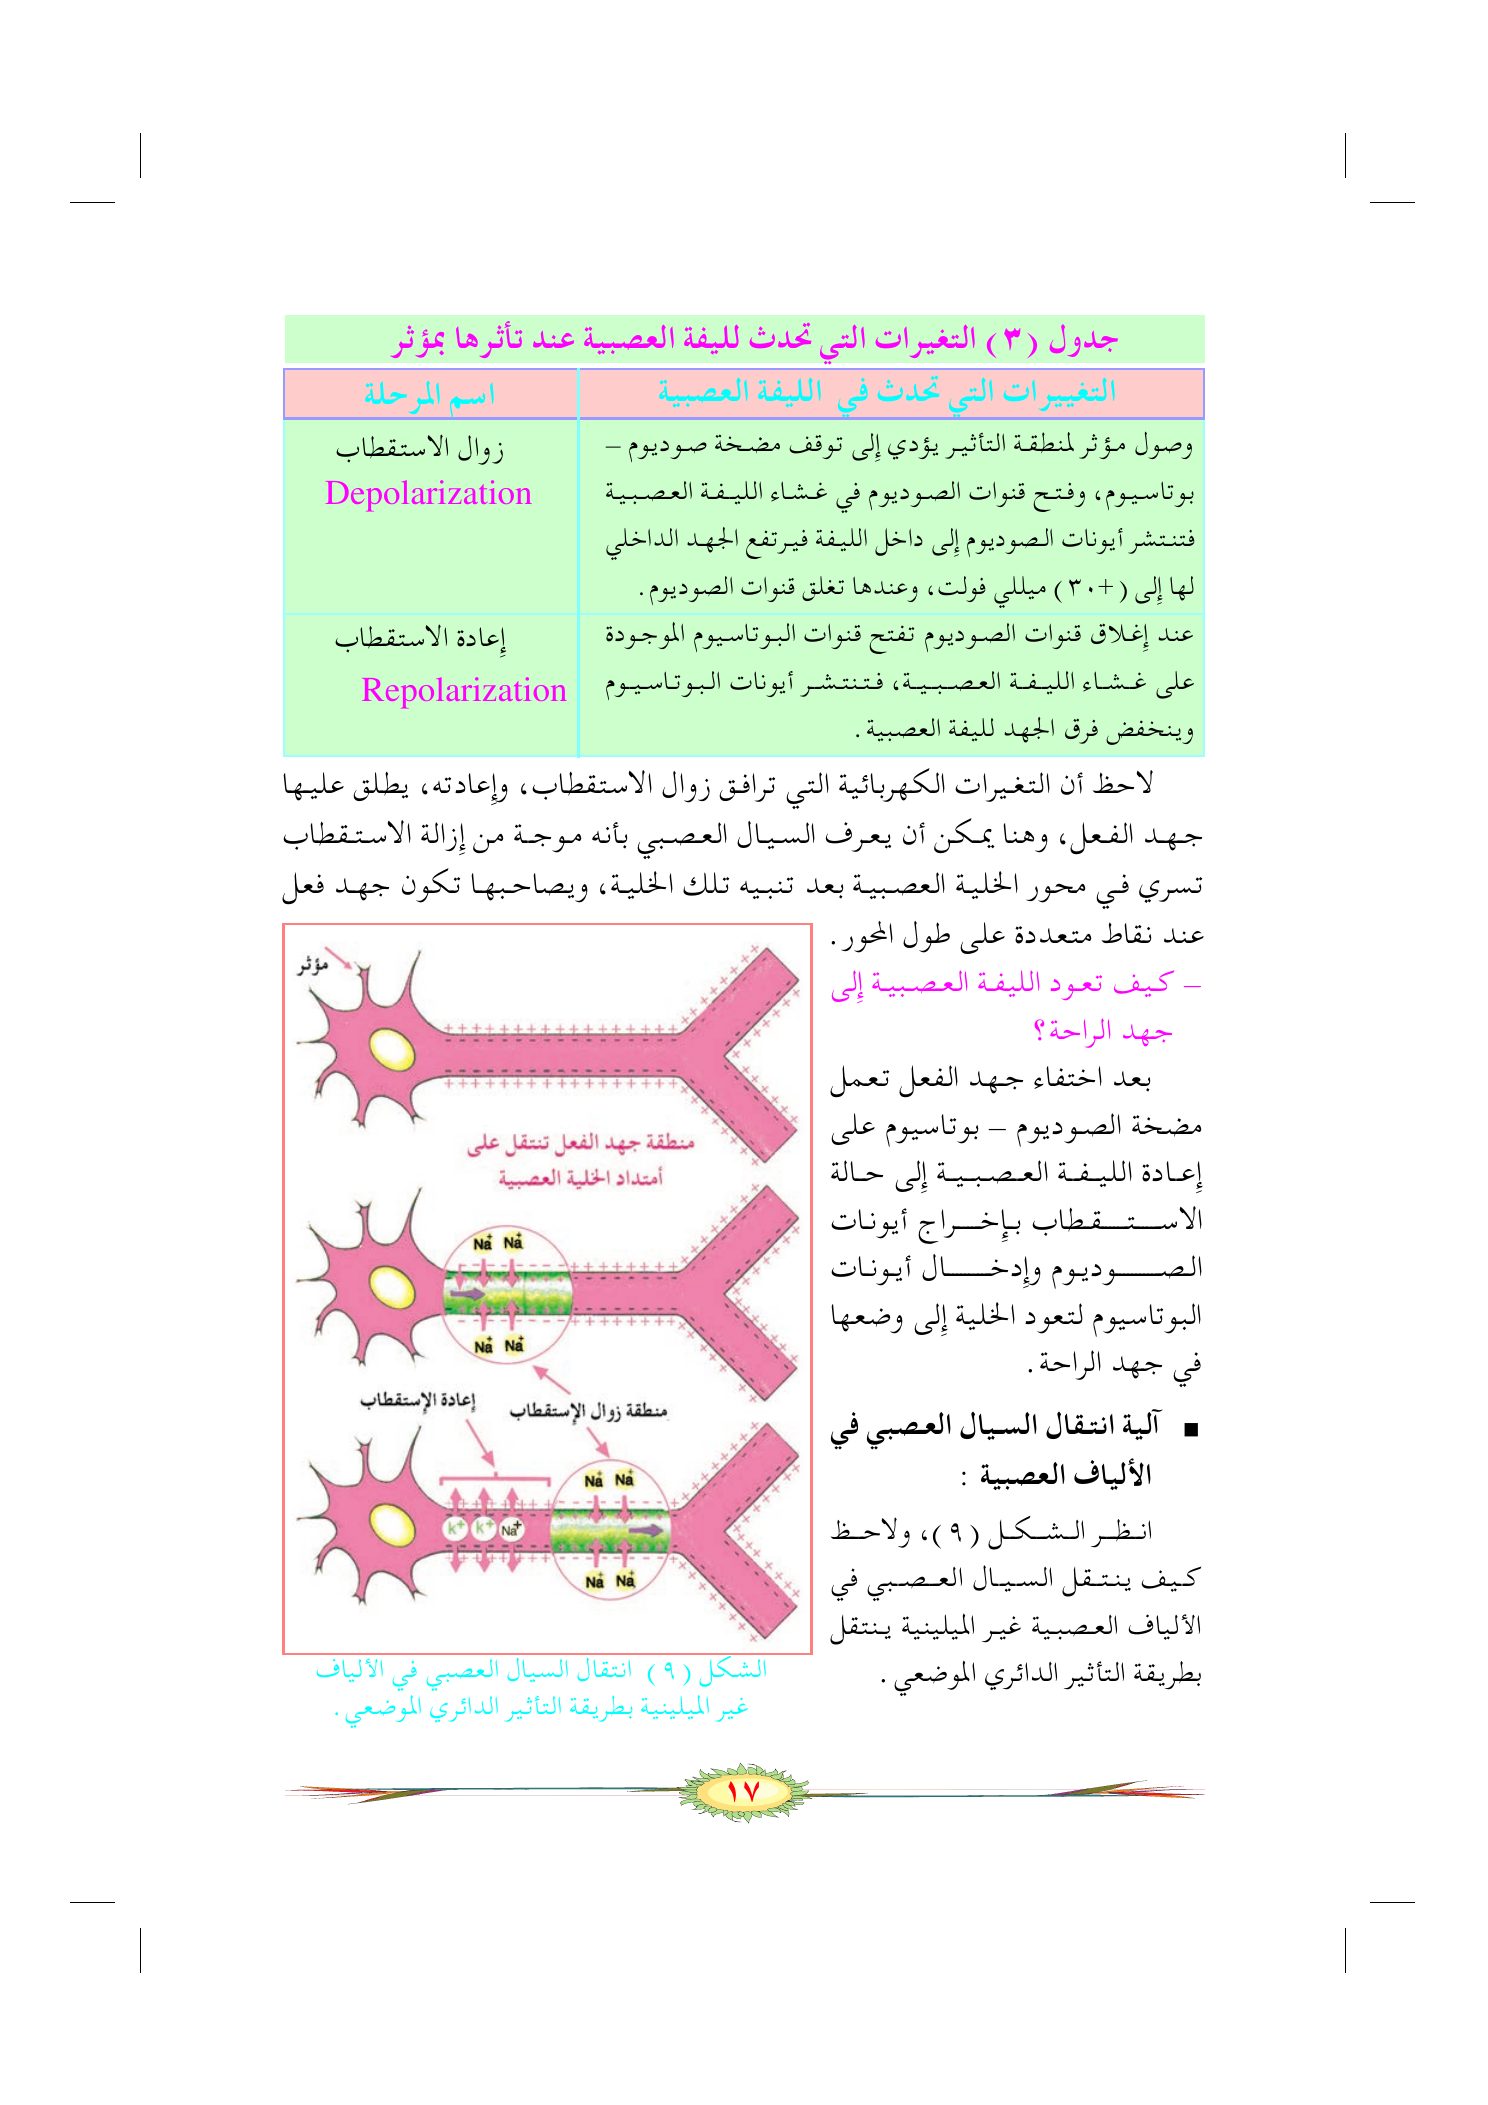 جدول (٣) التغيرات التي تحدث لليفة العصبية عند تأثرها بمؤثر
التغييرات التي تحدث في الليفة العصبية
اسم المرحلة
وصول مؤثر لمنطقة التأثير يؤدي إلى توقف مضخة صوديوم –
بوتاسيوم، وفتح قنوات الصوديوم في غشاء الليفة العصبية
فتنتشر أيونات الصوديوم إلى داخل الليفة فيرتفع الجهد الداخلي
لها إلى (+٣٠) ميللي فولت، وعندها تغلق قنوات الصوديوم.
زوال الاستقطاب
Depolarization
عند إغلاق قنوات الصوديوم تفتح قنوات البوتاسيوم الموجودة
على غشاء الليفة العصبية، فتنتشر أيونات البوتاسيوم
وينخفض فرق الجهد لليفة العصبية.
إعادة الاستقطاب
Repolarization
لاحظ أن التغيرات الكهربائية التي ترافق زوال الاستقطاب، وإعادته، يطلق عليها
جهد الفعل، وهنا يمكن أن يعرف السيال العصبي بأنه موجة من إزالة الاستقطاب
تسري في محور الخلية العصبية بعد تنبيه تلك الخلية، ويصاحبها تكون جهد فعل
عند نقاط متعددة على طول المحور.
– كيف تعود الليفة العصبية إلى
جهد الراحة؟
بعد اختفاء جهد الفعل تعمل
مضخة الصوديوم – بوتاسيوم على
إعادة الليفة العصبية إلى حالة
الاستقطاب بإخراج أيونات
الصوديوم وإدخال أيونات
البوتاسيوم لتعود الخلية إلى وضعها
في جهد الراحة.
■ آلية انتقال السيال العصبي في
الألياف العصبية :
انظر الشكل (٩)، ولاحظ
كيف ينتقل السيال العصبي في
الألياف العصبية غير الميلينية ينتقل
بطريقة التأثير الدائري الموضعي.
مؤثر
منطقة جهد الفعل تنتقل على
أمتداد الخلية العصبية
Na+ Na+
Na+ Na+
إعادة الإستقطاب
منطقة زوال الإستقطاب
Na+ Na+
K+ K+ Na+
Na+ Na+
الشكل (٩) انتقال السيال العصبي في الألياف
غير الميلينية بطريقة التأثير الدائري الموضعي.
١٧